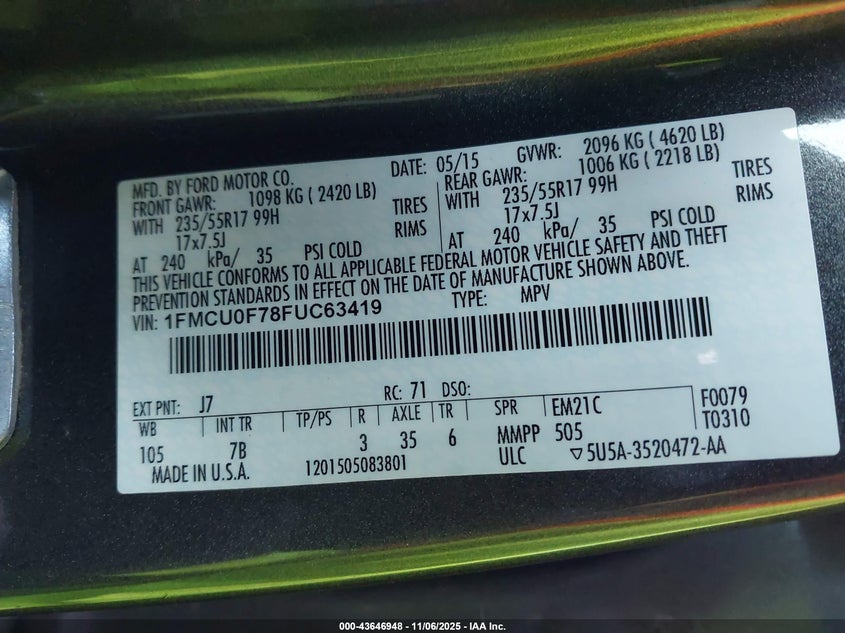 MFD. BY FORD MOTOR CO. DATE: 05/15 GVWR: 2096 KG ( 4620 LB)
FRONT GAWR: 1098 KG ( 2420 LB) REAR GAWR: 1006 KG ( 2218 LB)
WITH 235/55R17 99H TIRES WITH 235/55R17 99H TIRES
17x7.5J RIMS 17x7.5J RIMS
AT 240 kPa/ 35 PSI COLD AT 240 kPa/ 35 PSI COLD
THIS VEHICLE CONFORMS TO ALL APPLICABLE FEDERAL MOTOR VEHICLE SAFETY AND THEFT
PREVENTION STANDARDS IN EFFECT ON THE DATE OF MANUFACTURE SHOWN ABOVE.
VIN: 1FMCU0F78FUC63419 TYPE: MPV
EXT PNT: J7 RC: 71 DSO:
WB INT TR TP/PS R AXLE TR SPR EM21C F0079
105 7B 3 35 6 MMPP 505 T0310
MADE IN U.S.A. 1201505083801 ULC ▽5U5A-3520472-AA
000-43646948 - 11/06/2025 - IAA Inc.